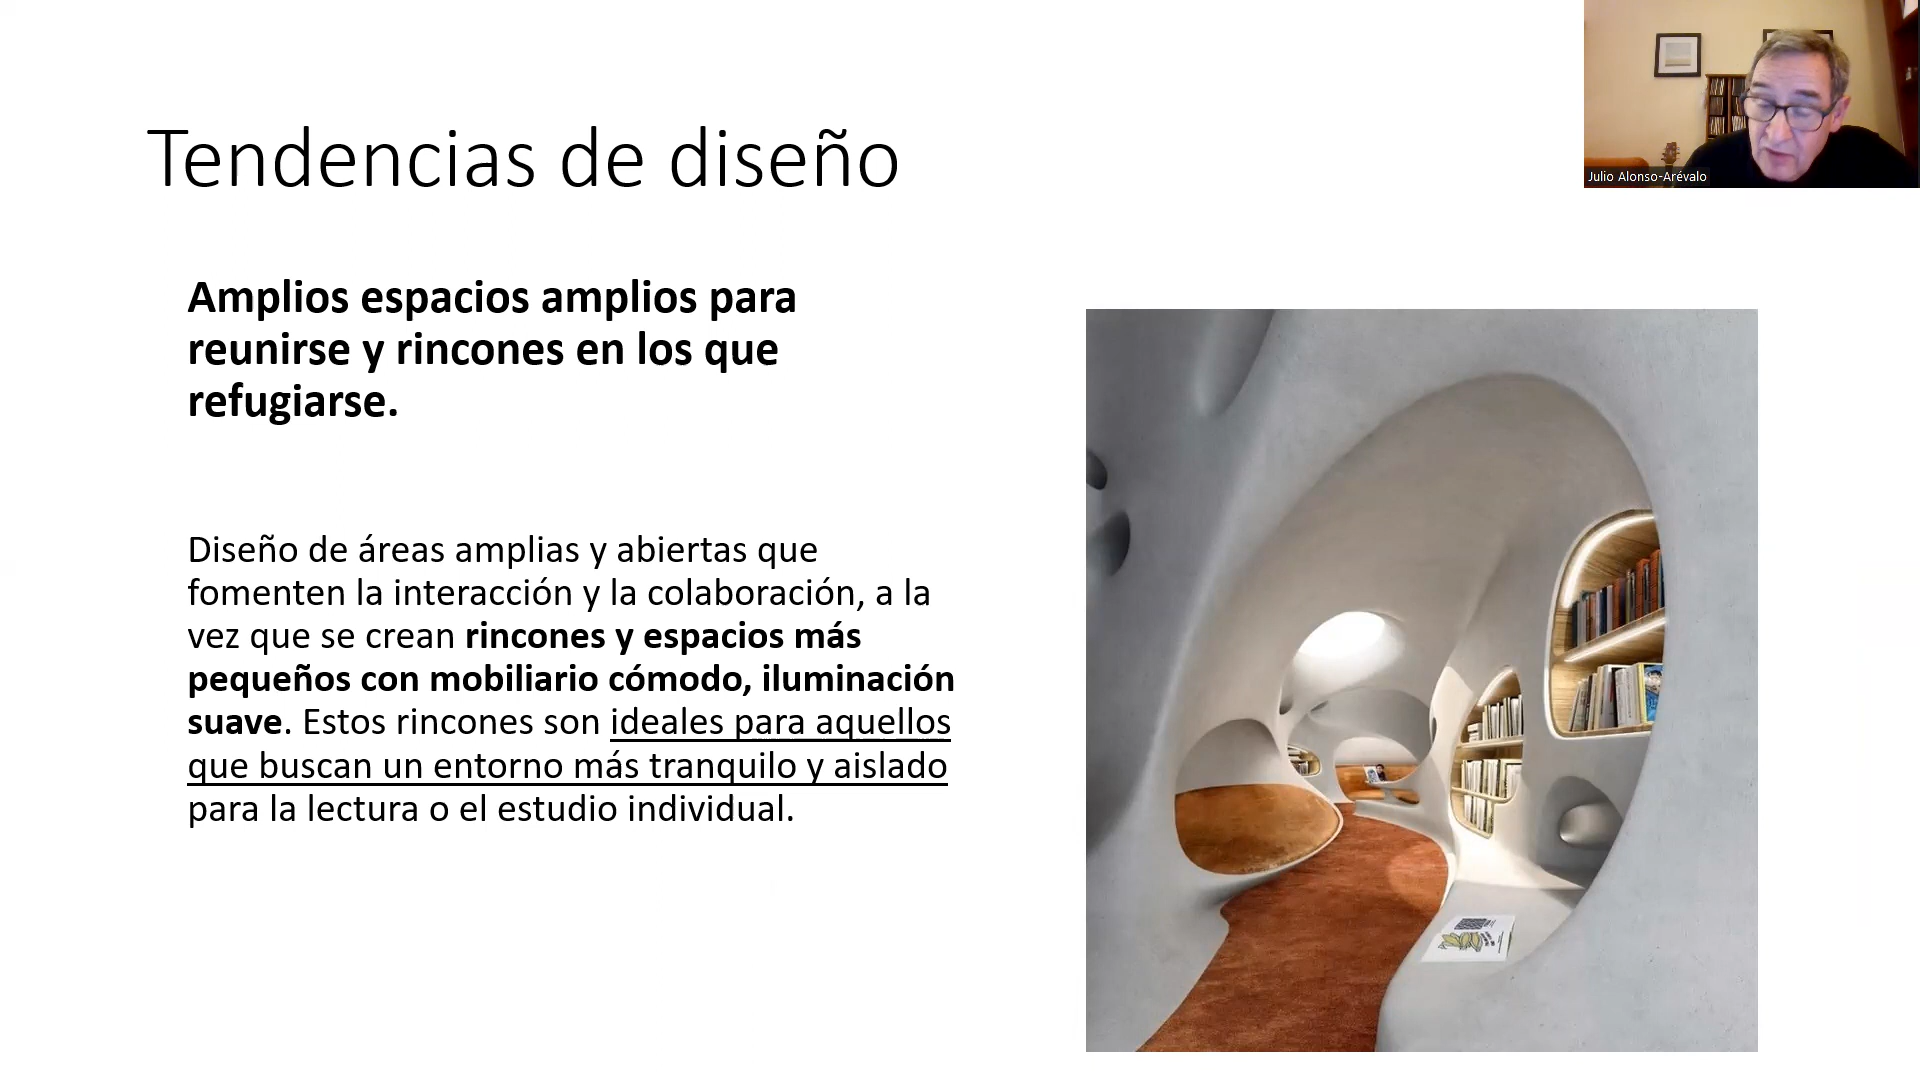 Tendencias de diseño
Julio Alonso-Arévalo
Amplios espacios amplios para
reunirse y rincones en los que
refugiarse.
Diseño de áreas amplias y abiertas que
fomenten la interacción y la colaboración, a la
vez que se crean rincones y espacios más
pequeños con mobiliario cómodo, iluminación
suave. Estos rincones son ideales para aquellos
que buscan un entorno más tranquilo y aislado
para la lectura o el estudio individual.